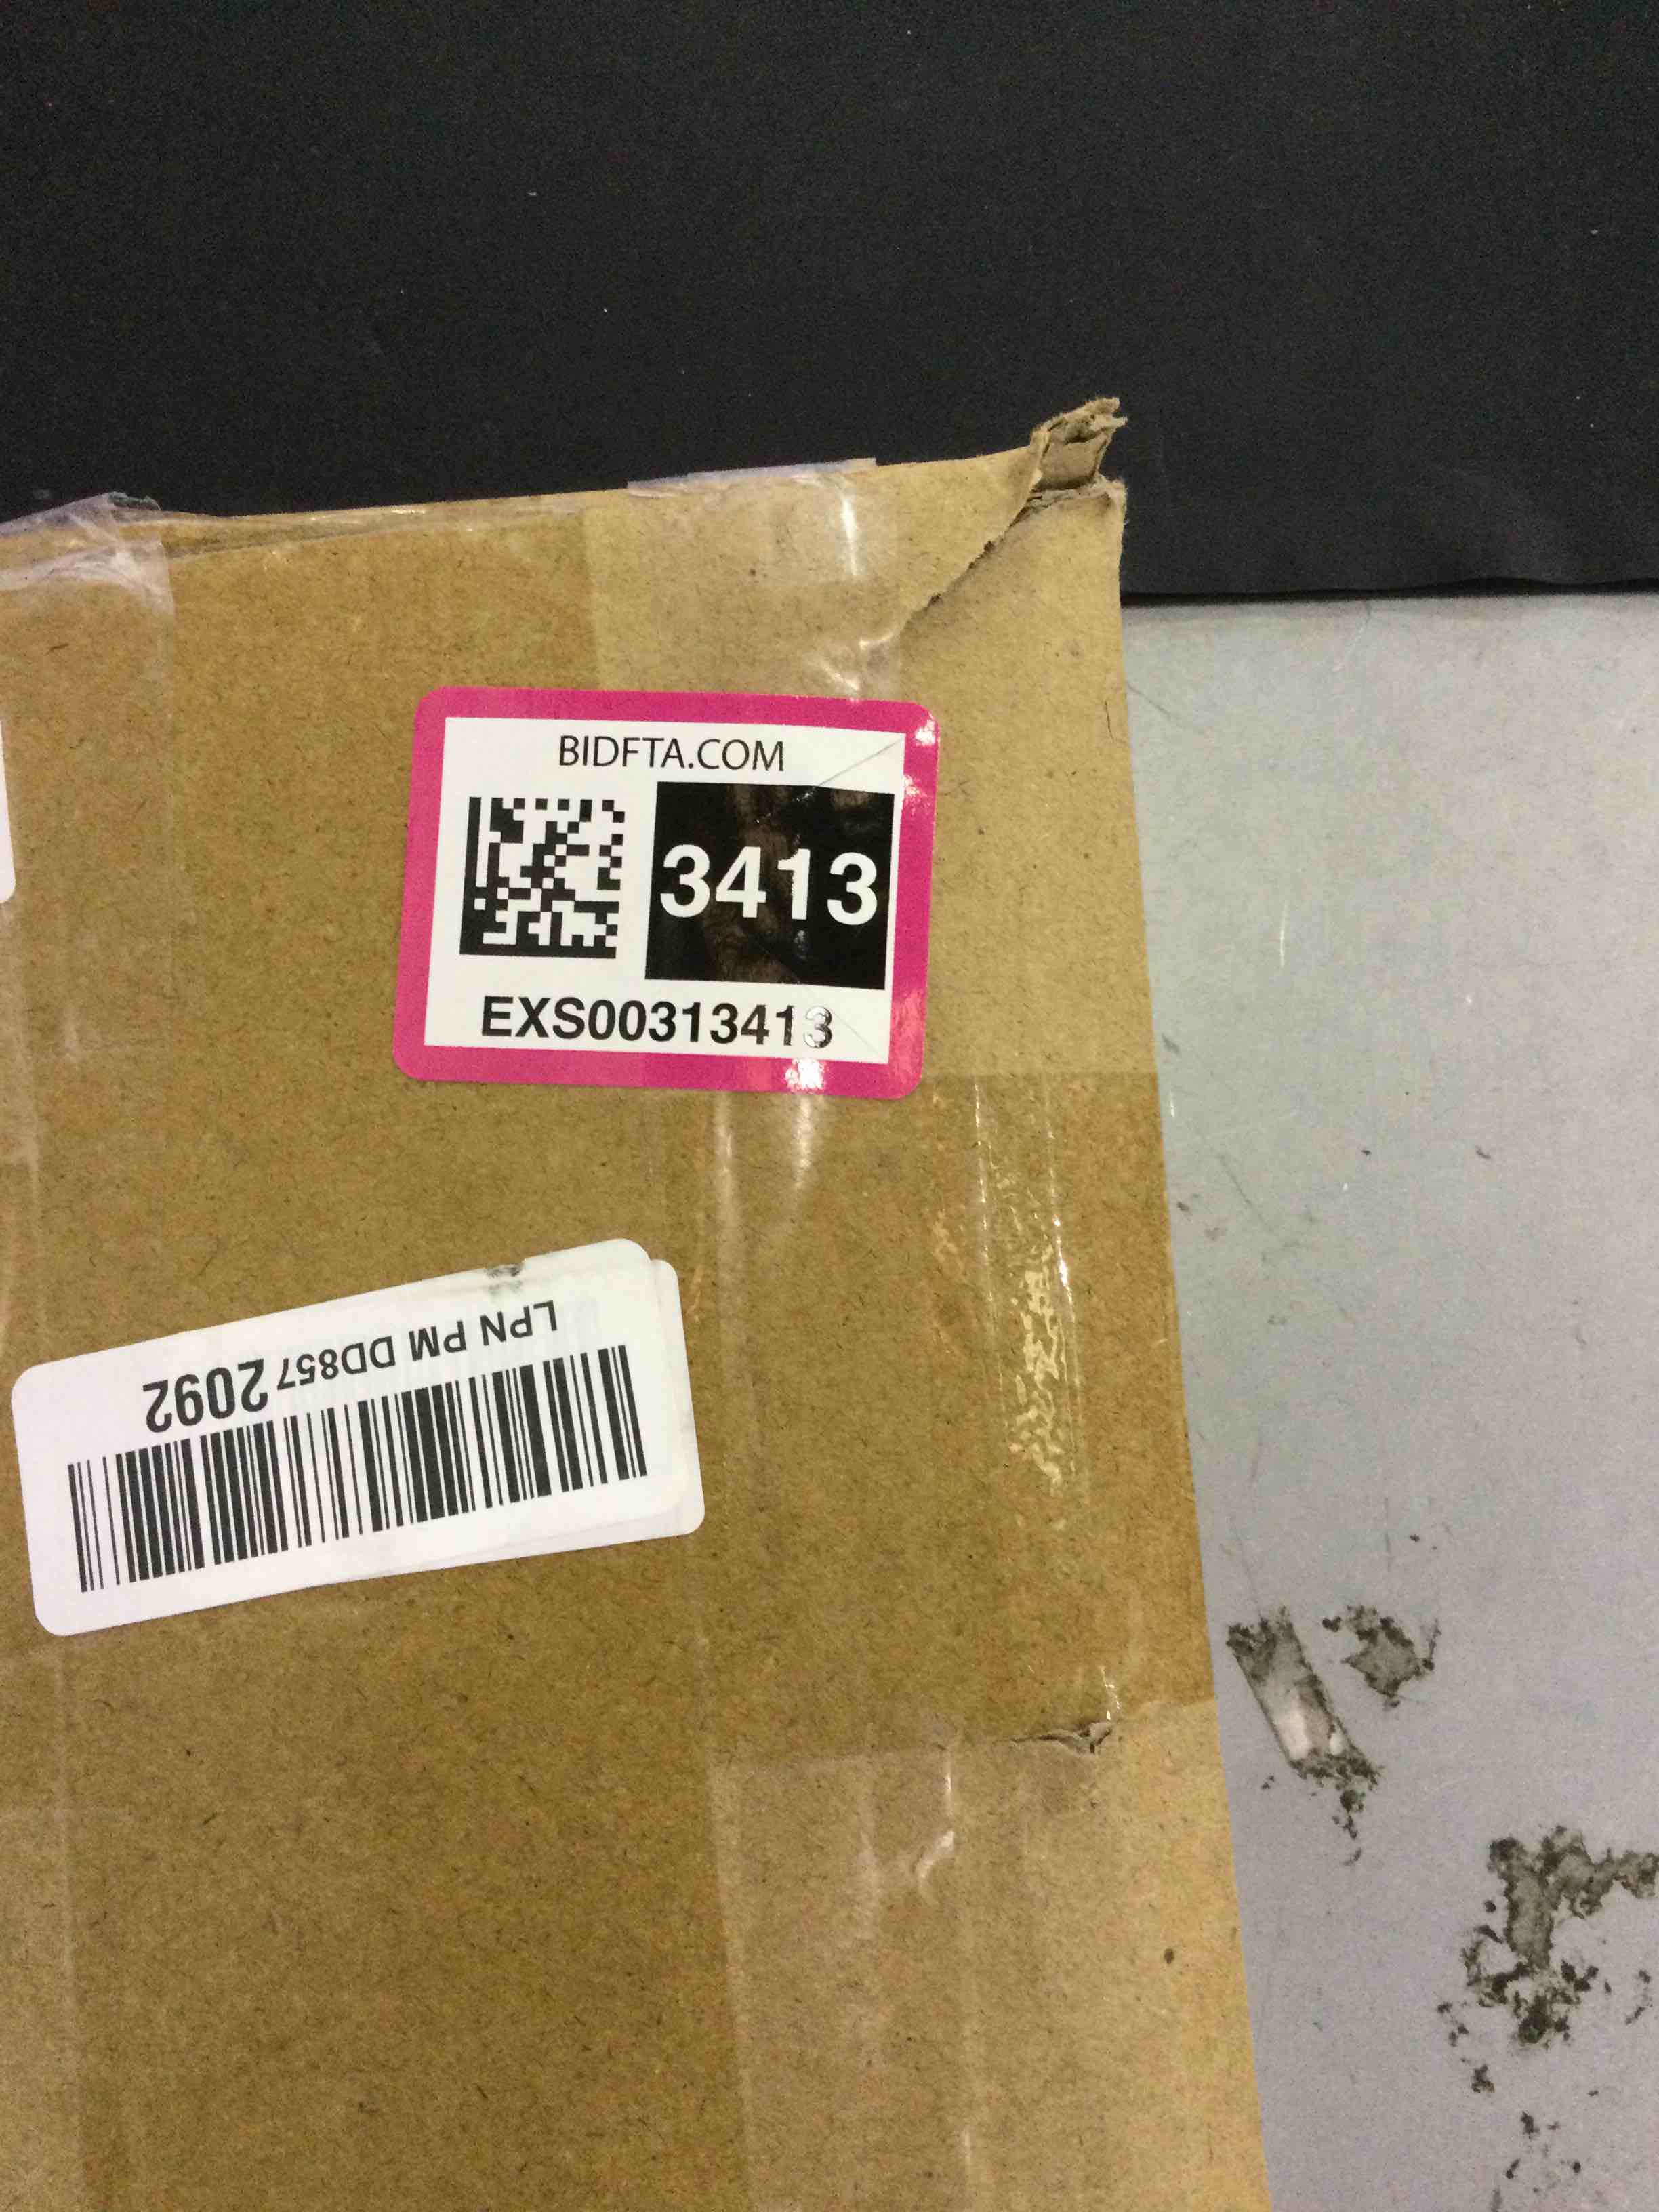 BIDFTA.COM
3413
EXS00313413
LPN PM DD857 2092